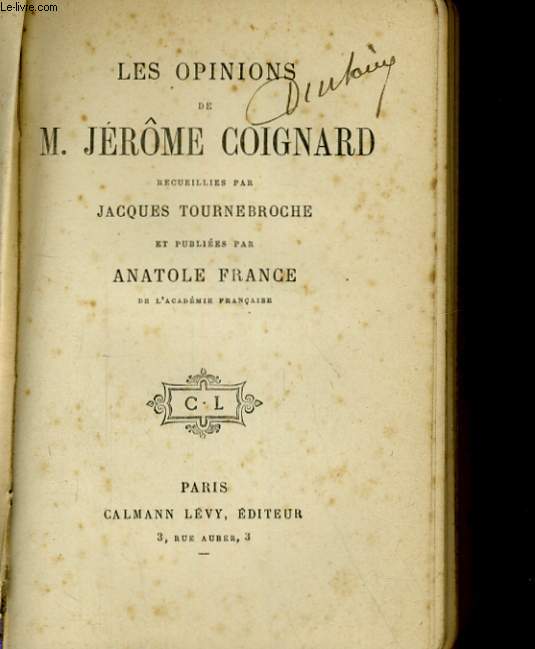 Le-livre.com
LES OPINIONS
DE
M. JÉRÔME COIGNARD
RECUEILLIES PAR
JACQUES TOURNEBROCHE
ET PUBLIÉES PAR
ANATOLE FRANCE
DE L'ACADÉMIE FRANÇAISE
C · L
PARIS
CALMANN LÉVY, ÉDITEUR
3, RUE AUBER, 3